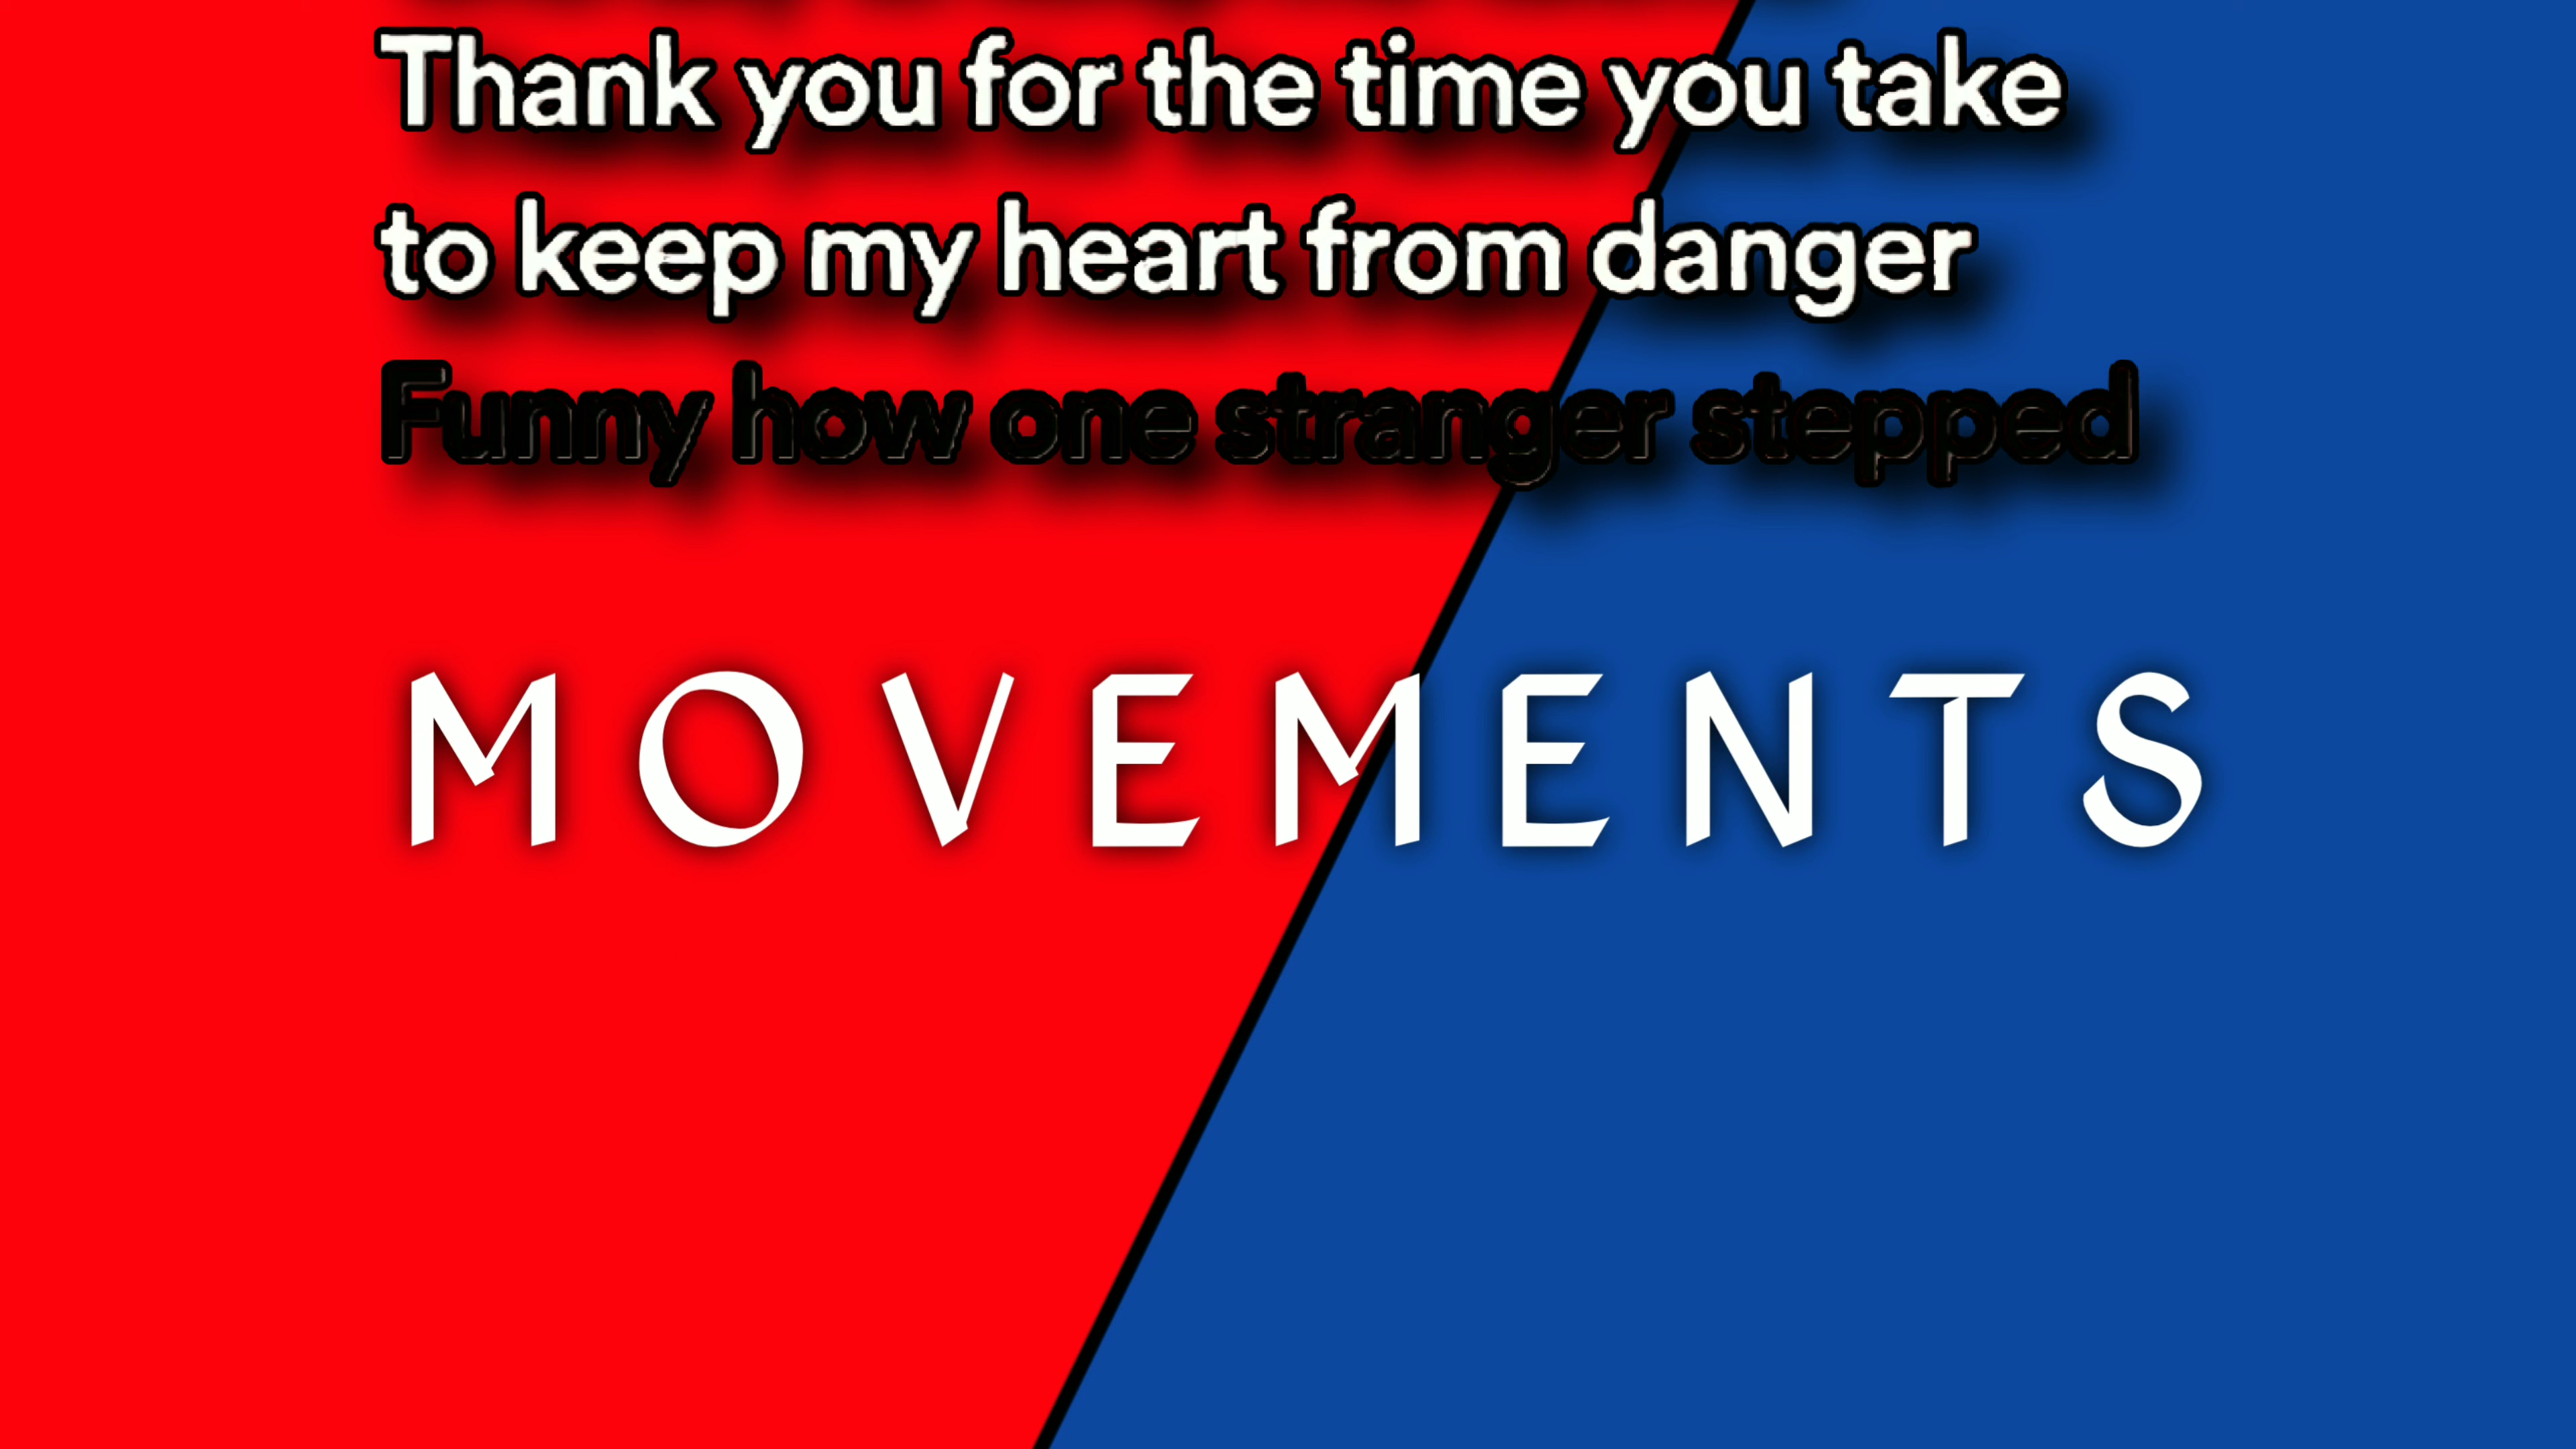 Thank you for the time you take
to keep my heart from danger
Funny how one stranger stepped
MOVEMENTS